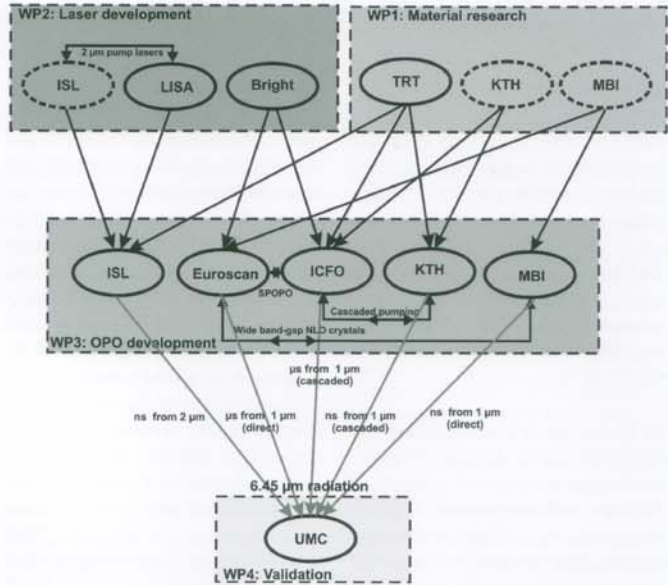 WP2: Laser development
WP1: Material research
2 μm pump lasers
ISL
LISA
Bright
TRT
KTH
MBI
ISL
Euroscan
ICFO
KTH
MBI
SPOPO
Cascaded pumping
Wide band-gap NLO crystals
WP3: OPO development
μs from 1 μm
(cascaded)
ns from 2 μm
μs from 1 μm
(direct)
ns from 1 μm
(cascaded)
ns from 1 μm
(direct)
6.45 μm radiation
UMC
WP4: Validation